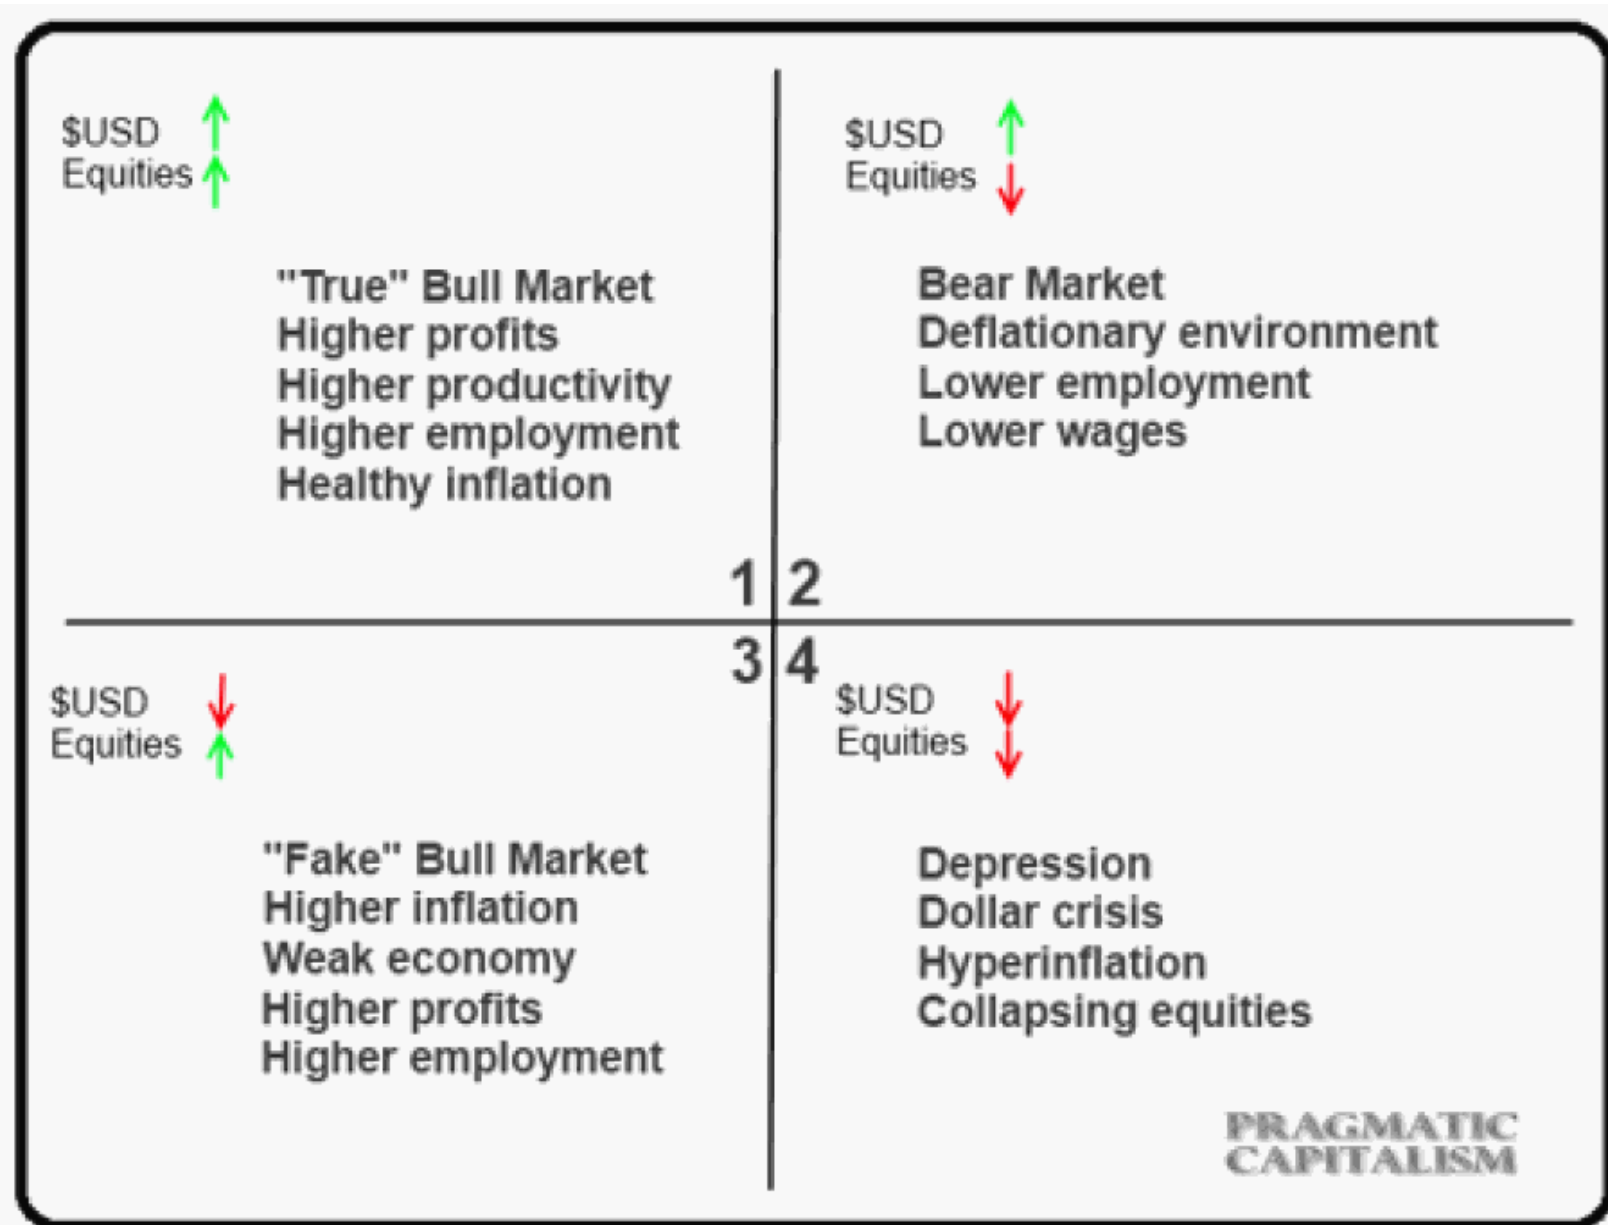 $USD
Equities
"True" Bull Market
Higher profits
Higher productivity
Higher employment
Healthy inflation
1
$USD
Equities
Bear Market
Deflationary environment
Lower employment
Lower wages
2
3
$USD
Equities
"Fake" Bull Market
Higher inflation
Weak economy
Higher profits
Higher employment
4
$USD
Equities
Depression
Dollar crisis
Hyperinflation
Collapsing equities
PRAGMATIC
CAPITALISM